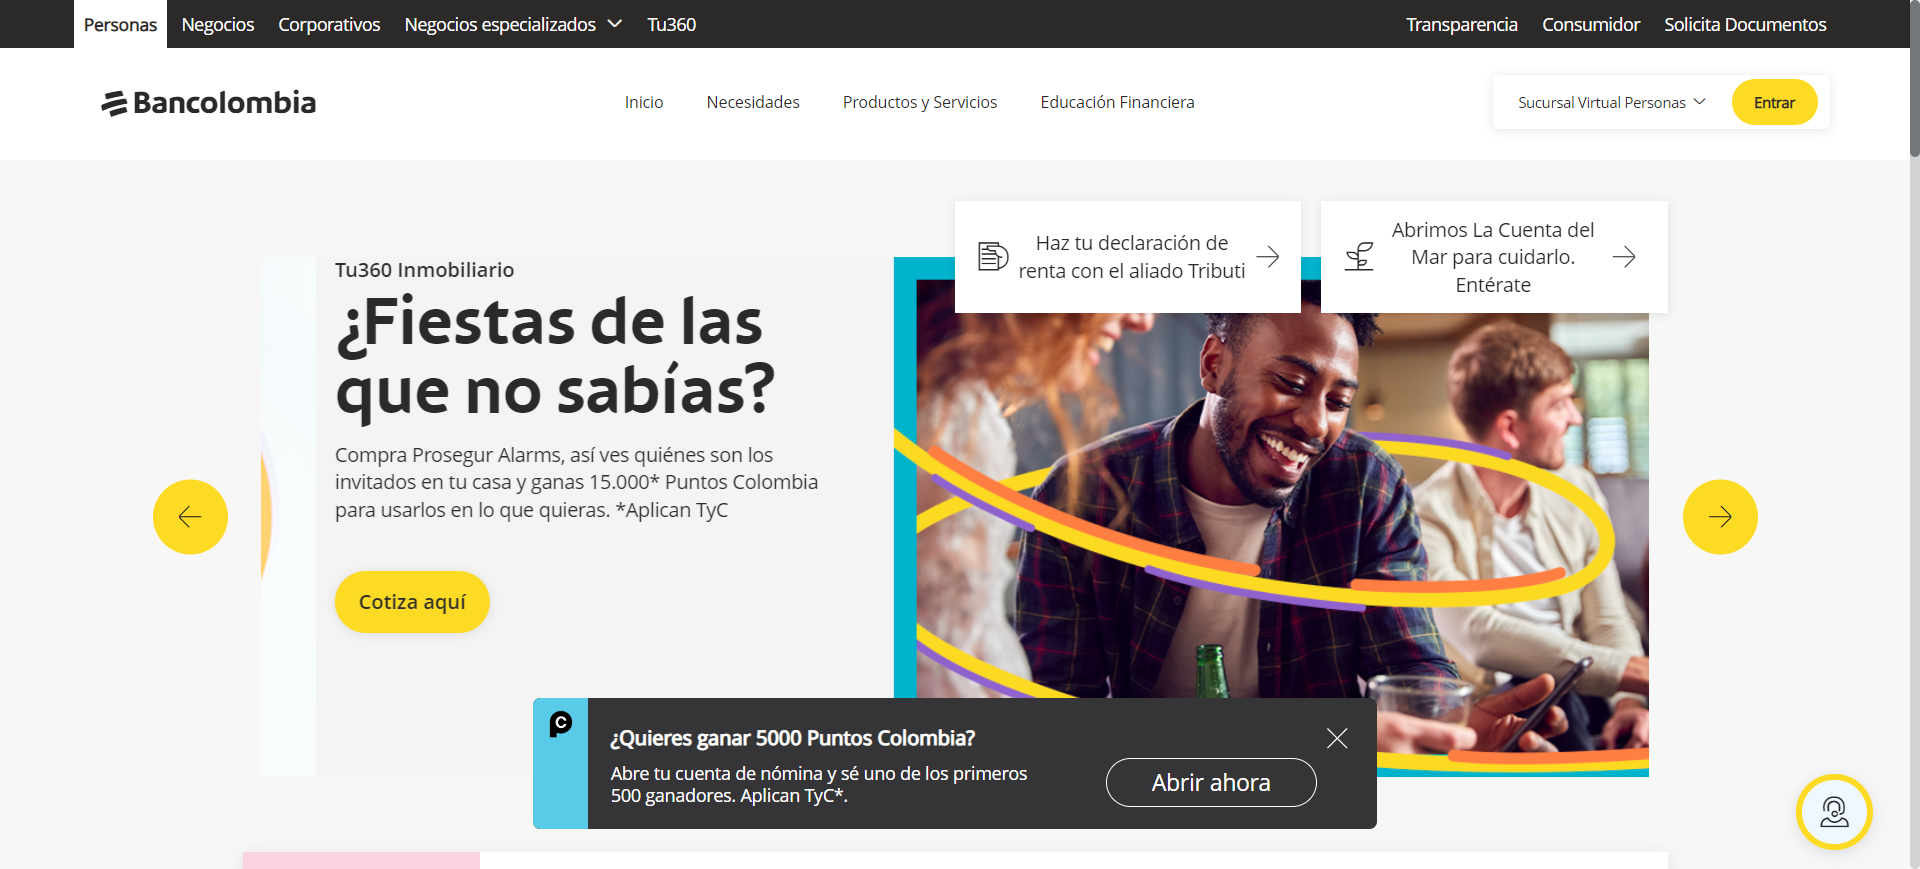 Personas Negocios Corporativos Negocios especializados Tu360 Transparencia Consumidor Solicita Documentos
Bancolombia Inicio Necesidades Productos y Servicios Educación Financiera Sucursal Virtual Personas Entrar
Haz tu declaración de
renta con el aliado Tributi
Abrimos La Cuenta del
Mar para cuidarlo.
Entérate
Tu360 Inmobiliario
¿Fiestas de las
que no sabías?
Compra Prosegur Alarms, así ves quiénes son los
invitados en tu casa y ganas 15.000* Puntos Colombia
para usarlos en lo que quieras. *Aplican TyC
Cotiza aquí
¿Quieres ganar 5000 Puntos Colombia?
Abre tu cuenta de nómina y sé uno de los primeros
500 ganadores. Aplican TyC*.
Abrir ahora